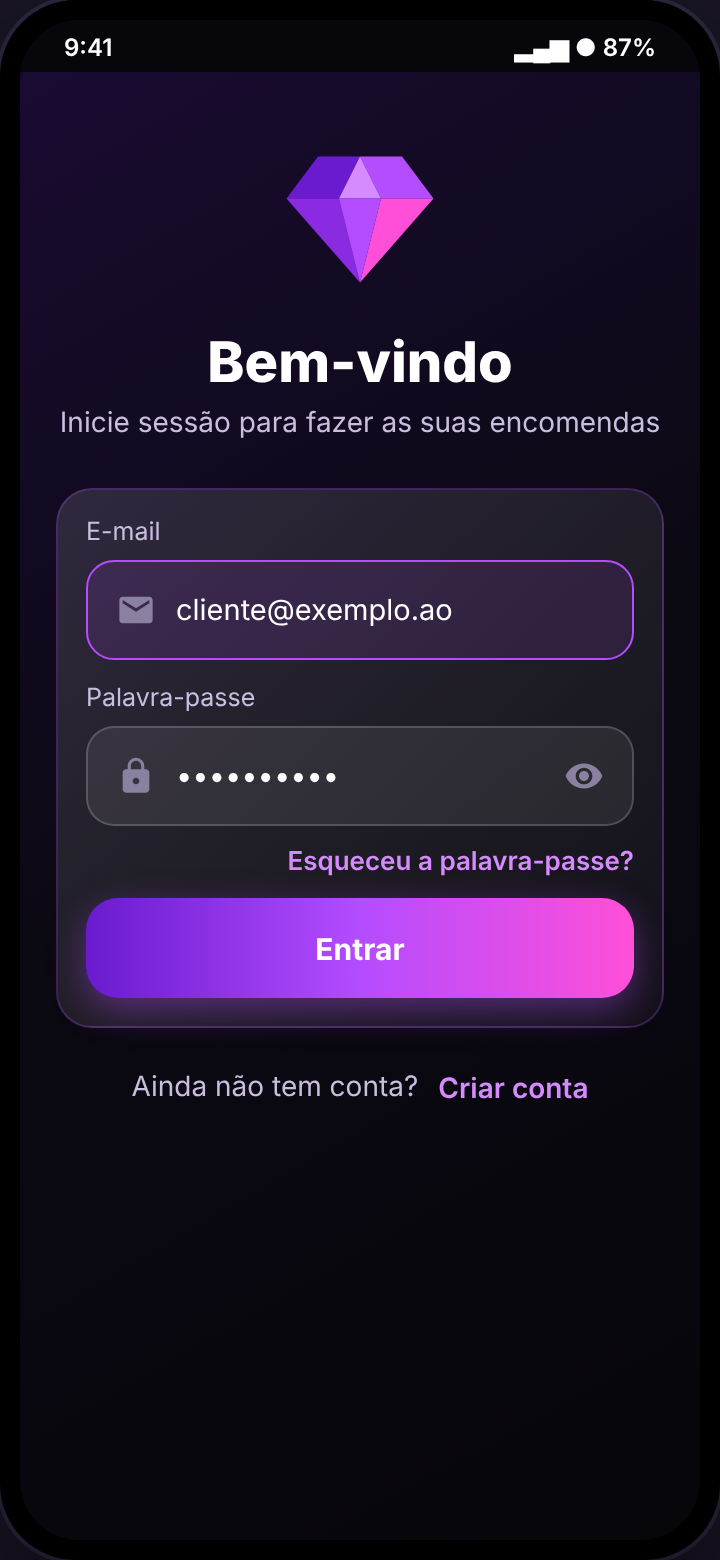 9:41 87%
Bem-vindo
Inicie sessão para fazer as suas encomendas
E-mail
cliente@exemplo.ao
Palavra-passe
••••••••••
Esqueceu a palavra-passe?
Entrar
Ainda não tem conta? Criar conta